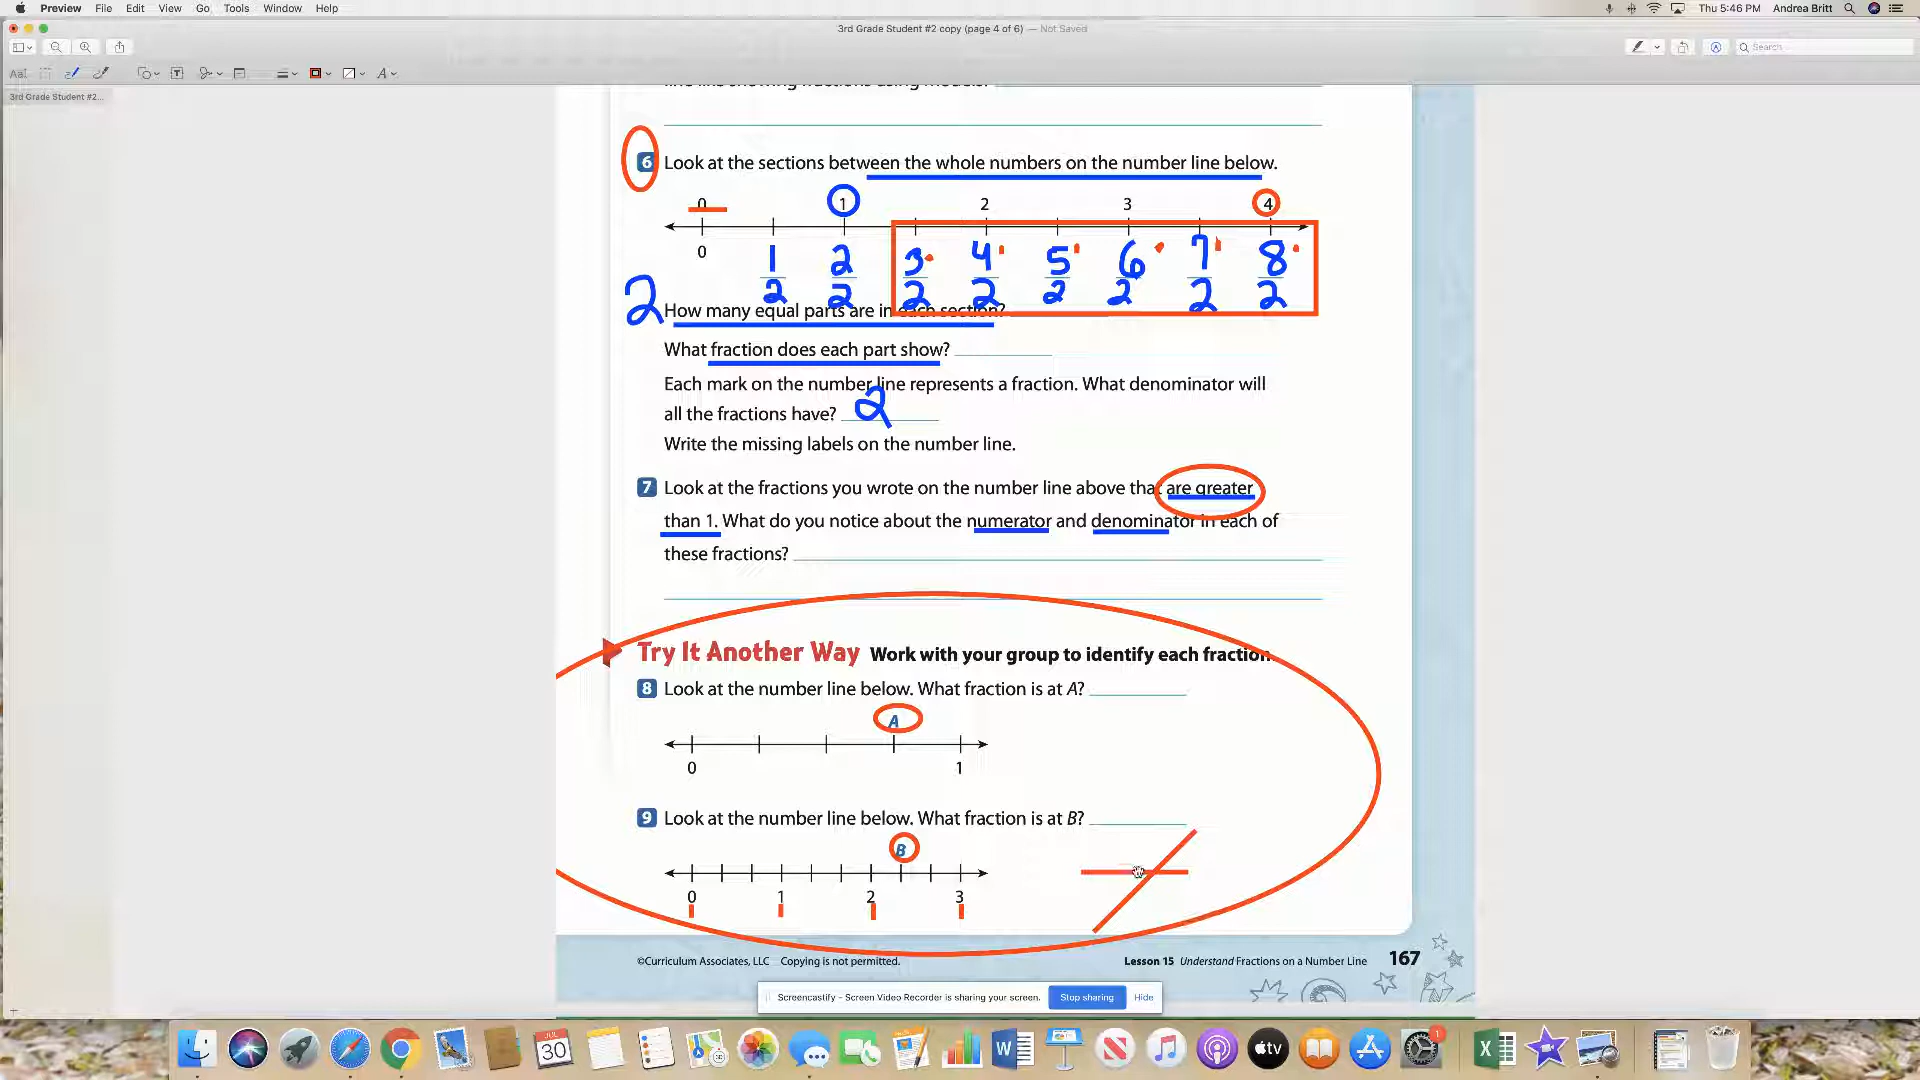 Preview File Edit View Go Tools Window Help Thu 5:46 PM Andrea Britt
3rd Grade Student #2 copy (page 4 of 6) — Not Saved
Search
3rd Grade Student #2...
6 Look at the sections between the whole numbers on the number line below.
0 1 2 3 4
0 1/2 2/2 3/2 4/2 5/2 6/2 7/2 8/2
2 How many equal parts are in each section?
What fraction does each part show?
Each mark on the number line represents a fraction. What denominator will
all the fractions have? 2
Write the missing labels on the number line.
7 Look at the fractions you wrote on the number line above that are greater
than 1. What do you notice about the numerator and denominator in each of
these fractions?
Try It Another Way Work with your group to identify each fraction.
8 Look at the number line below. What fraction is at A?
A
0 1
9 Look at the number line below. What fraction is at B?
B
0 1 2 3
©Curriculum Associates, LLC Copying is not permitted. Lesson 15 Understand Fractions on a Number Line 167
Screencastify - Screen Video Recorder is sharing your screen. Stop sharing Hide
JUL 30 W tv A 1 X